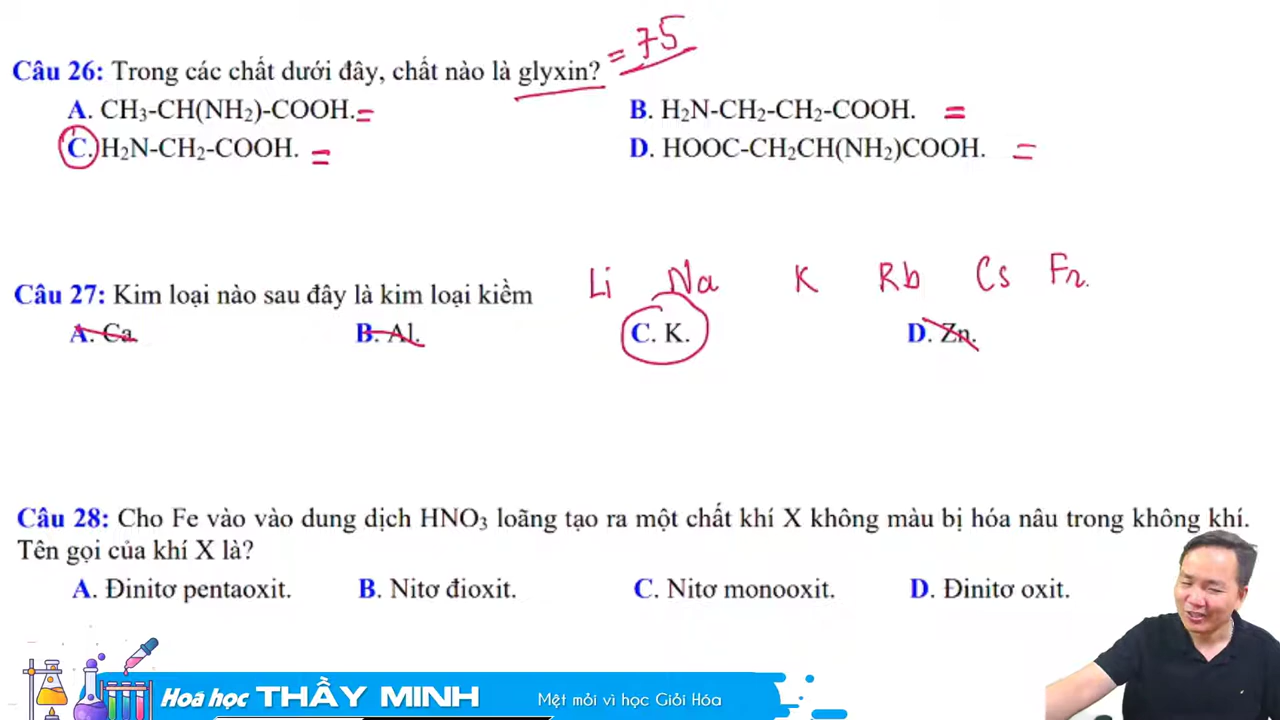 = 75
Câu 26: Trong các chất dưới đây, chất nào là glyxin?
A. CH₃-CH(NH₂)-COOH. =
B. H₂N-CH₂-CH₂-COOH. =
C. H₂N-CH₂-COOH. =
D. HOOC-CH₂CH(NH₂)COOH. =
Li Na K Rb Cs Fr.
Câu 27: Kim loại nào sau đây là kim loại kiềm
A. Ca. B. Al. C. K. D. Zn.
Câu 28: Cho Fe vào vào dung dịch HNO₃ loãng tạo ra một chất khí X không màu bị hóa nâu trong không khí.
Tên gọi của khí X là?
A. Đinitơ pentaoxit. B. Nitơ đioxit. C. Nitơ monooxit. D. Đinitơ oxit.
Hoá học THẦY MINH Mệt mỏi vì học Giỏi Hóa